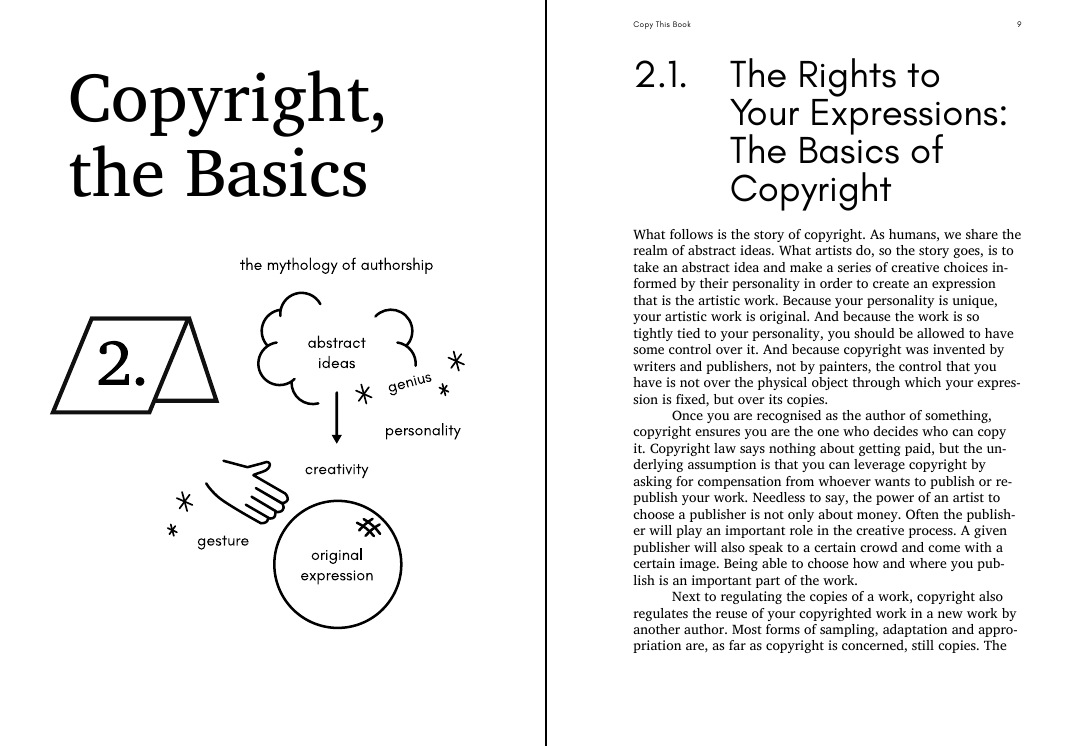 Copyright,
the Basics
the mythology of authorship
2.
abstract
ideas
genius
personality
creativity
gesture
original
expression
Copy This Book
9
2.1.
The Rights to
Your Expressions:
The Basics of
Copyright
What follows is the story of copyright. As humans, we share the
realm of abstract ideas. What artists do, so the story goes, is to
take an abstract idea and make a series of creative choices in-
formed by their personality in order to create an expression
that is the artistic work. Because your personality is unique,
your artistic work is original. And because the work is so
tightly tied to your personality, you should be allowed to have
some control over it. And because copyright was invented by
writers and publishers, not by painters, the control that you
have is not over the physical object through which your expres-
sion is fixed, but over its copies.
Once you are recognised as the author of something,
copyright ensures you are the one who decides who can copy
it. Copyright law says nothing about getting paid, but the un-
derlying assumption is that you can leverage copyright by
asking for compensation from whoever wants to publish or re-
publish your work. Needless to say, the power of an artist to
choose a publisher is not only about money. Often the publish-
er will play an important role in the creative process. A given
publisher will also speak to a certain crowd and come with a
certain image. Being able to choose how and where you pub-
lish is an important part of the work.
Next to regulating the copies of a work, copyright also
regulates the reuse of your copyrighted work in a new work by
another author. Most forms of sampling, adaptation and appro-
priation are, as far as copyright is concerned, still copies. The